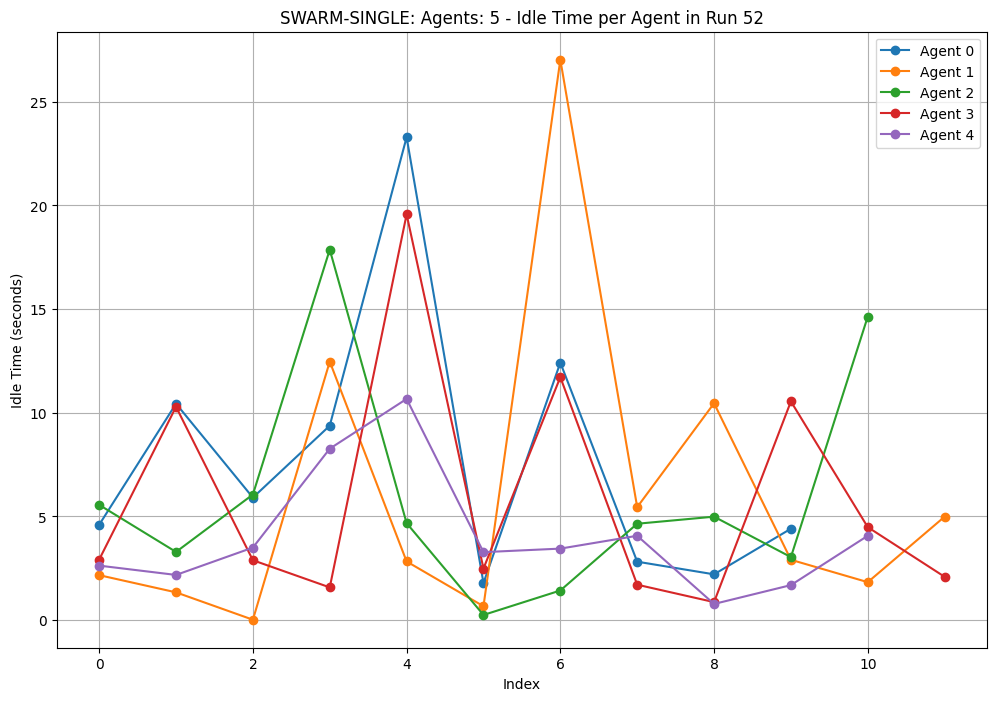 SWARM-SINGLE: Agents: 5 - Idle Time per Agent in Run 52
Agent 0
Agent 1
Agent 2
Agent 3
Agent 4
Idle Time (seconds)
25
20
15
10
5
0
0 2 4 6 8 10
Index